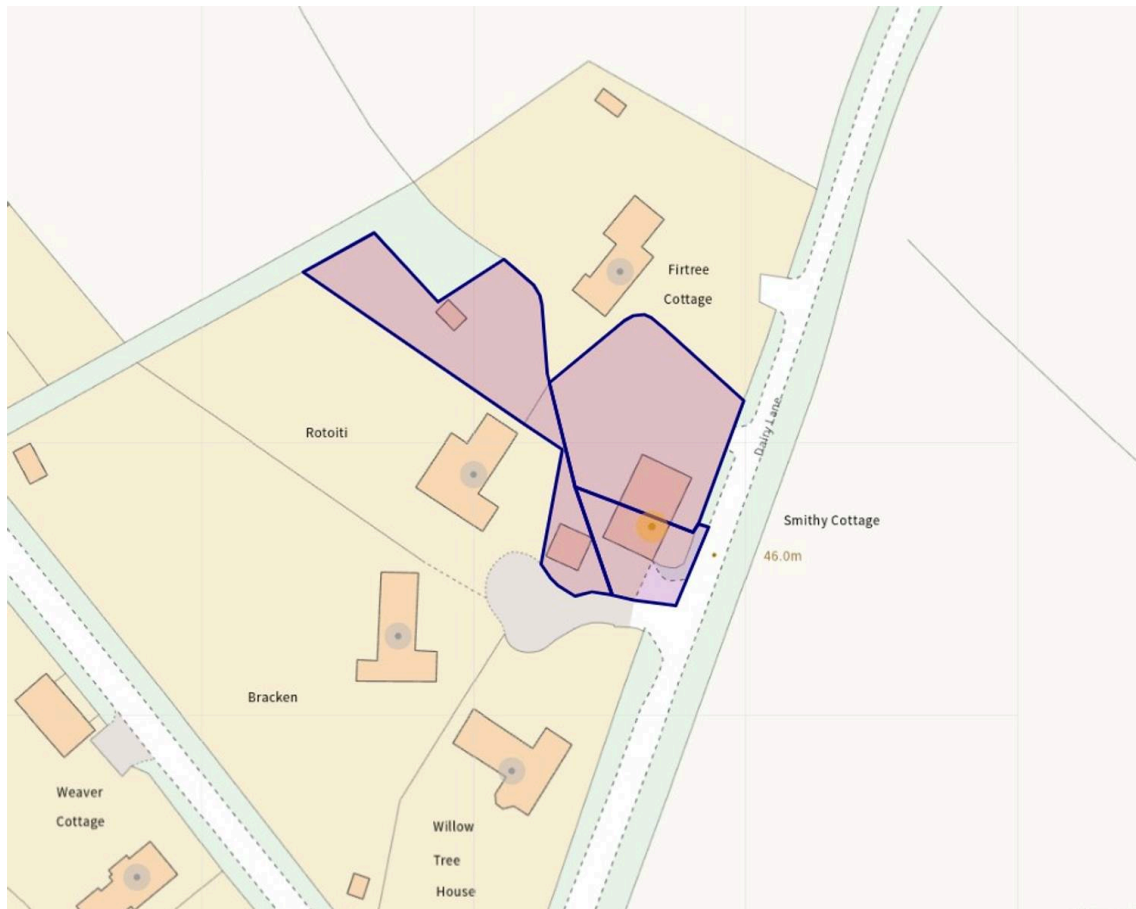 Firtree
Cottage
Dairy Lane
Rotoiti
Smithy Cottage
46.0m
Bracken
Weaver
Cottage
Willow
Tree
House